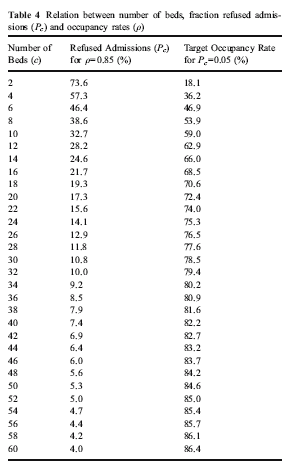 Table 4 Relation between number of beds, fraction refused admis-
sions (Pc) and occupancy rates (ρ)
Number of Refused Admissions (Pc) Target Occupancy Rate
Beds (c) for ρ=0.85 (%) for Pc=0.05 (%)
2 73.6 18.1
4 57.3 36.2
6 46.4 46.9
8 38.6 53.9
10 32.7 59.0
12 28.2 62.9
14 24.6 66.0
16 21.7 68.5
18 19.3 70.6
20 17.3 72.4
22 15.6 74.0
24 14.1 75.3
26 12.9 76.5
28 11.8 77.6
30 10.8 78.5
32 10.0 79.4
34 9.2 80.2
36 8.5 80.9
38 7.9 81.6
40 7.4 82.2
42 6.9 82.7
44 6.4 83.2
46 6.0 83.7
48 5.6 84.2
50 5.3 84.6
52 5.0 85.0
54 4.7 85.4
56 4.4 85.7
58 4.2 86.1
60 4.0 86.4